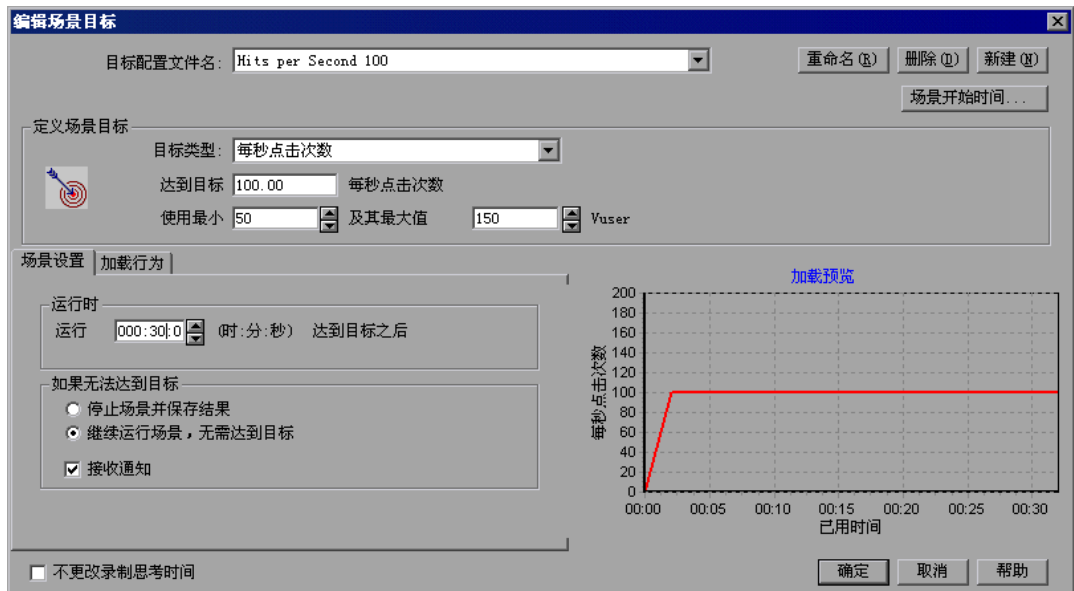 编辑场景目标
目标配置文件名: Hits per Second 100 重命名(R) 删除(D) 新建(N)
场景开始时间...
定义场景目标
目标类型: 每秒点击次数
达到目标 100.00 每秒点击次数
使用最小 50 及其最大值 150 Vuser
场景设置 加载行为
运行时
运行 000:30:0 (时:分:秒) 达到目标之后
如果无法达到目标
停止场景并保存结果
继续运行场景，无需达到目标
接收通知
加载预览
每秒点击次数
200
180
160
140
120
100
80
60
40
20
0
00:00 00:05 00:10 00:15 00:20 00:25 00:30
已用时间
不更改录制思考时间
确定 取消 帮助